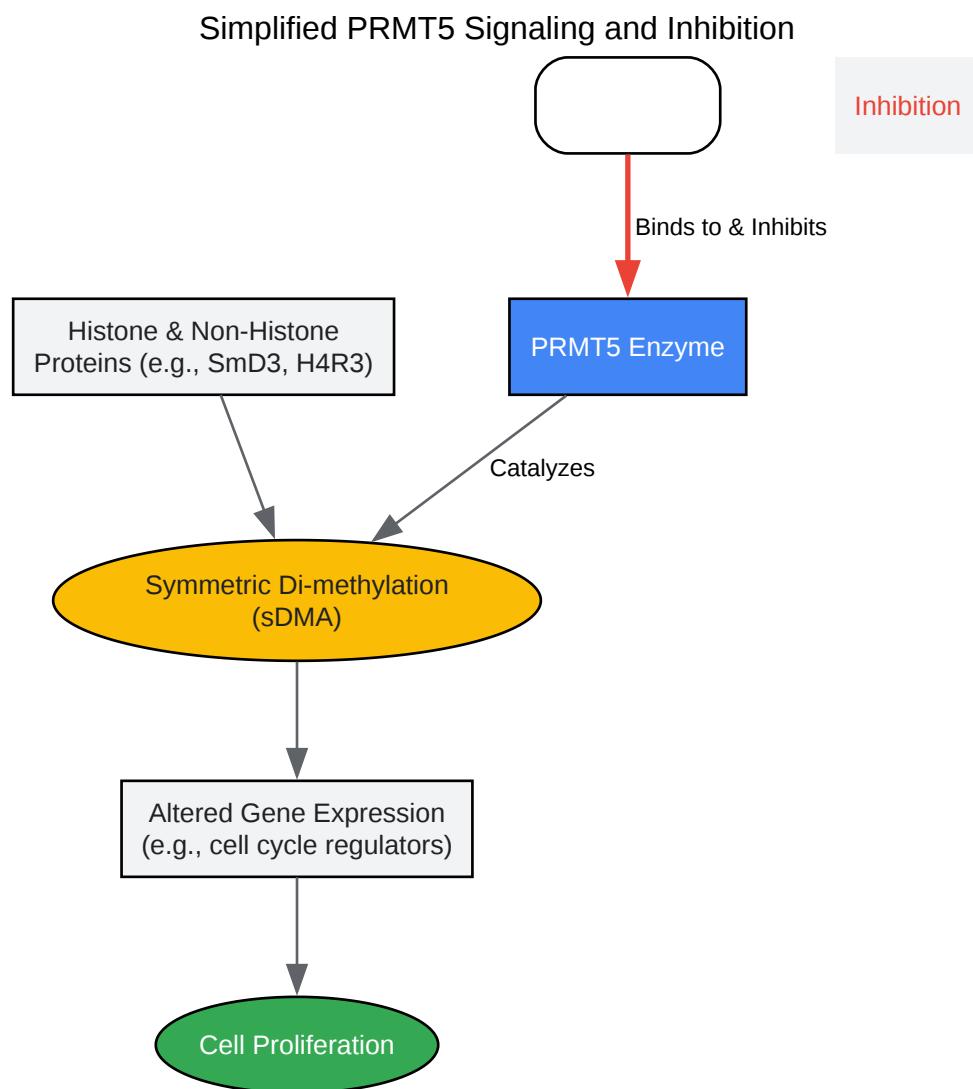 Simplified PRMT5 Signaling and Inhibition
Inhibition
Binds to & Inhibits
Histone & Non-Histone
Proteins (e.g., SmD3, H4R3)
PRMT5 Enzyme
Catalyzes
Symmetric Di-methylation
(sDMA)
Altered Gene Expression
(e.g., cell cycle regulators)
Cell Proliferation